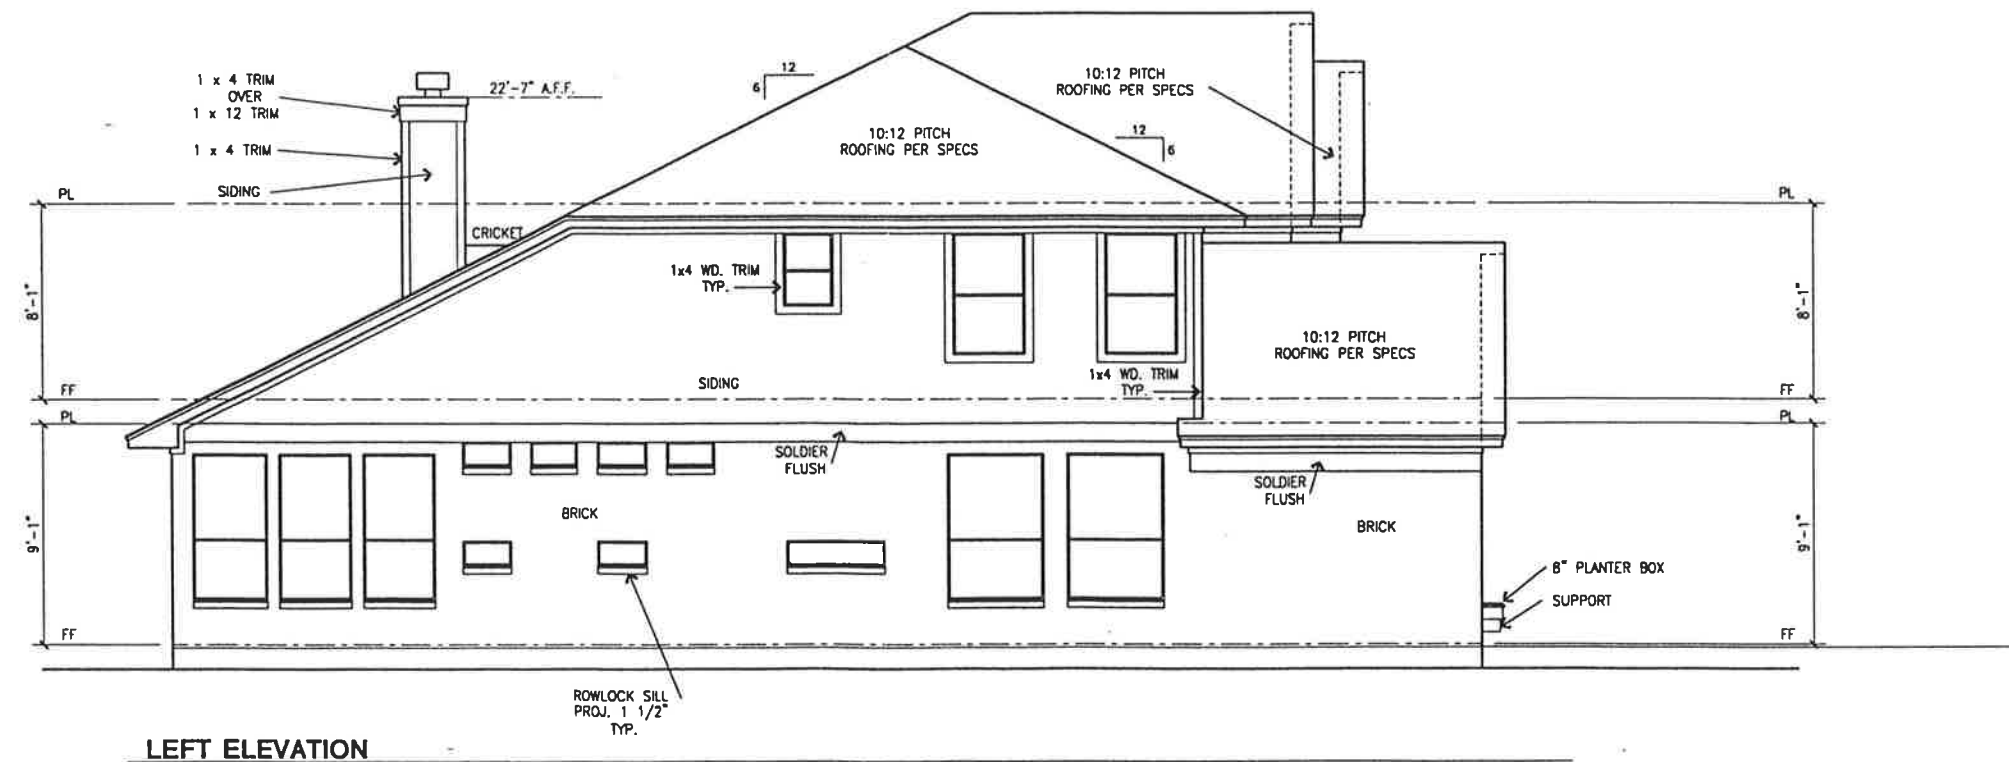 1 x 4 TRIM
OVER
1 x 12 TRIM
1 x 4 TRIM
SIDING
22'-7" A.F.F.
12
6
10:12 PITCH
ROOFING PER SPECS
10:12 PITCH
ROOFING PER SPECS
12
6
PL
PL
CRICKET
1x4 WD. TRIM
TYP.
8'-1"
8'-1"
10:12 PITCH
ROOFING PER SPECS
SIDING
1x4 WD. TRIM
TYP.
FF
FF
PL
PL
SOLDIER
FLUSH
SOLDIER
FLUSH
BRICK
BRICK
9'-1"
9'-1"
8" PLANTER BOX
SUPPORT
FF
FF
ROWLOCK SILL
PROJ. 1 1/2"
TYP.
LEFT ELEVATION